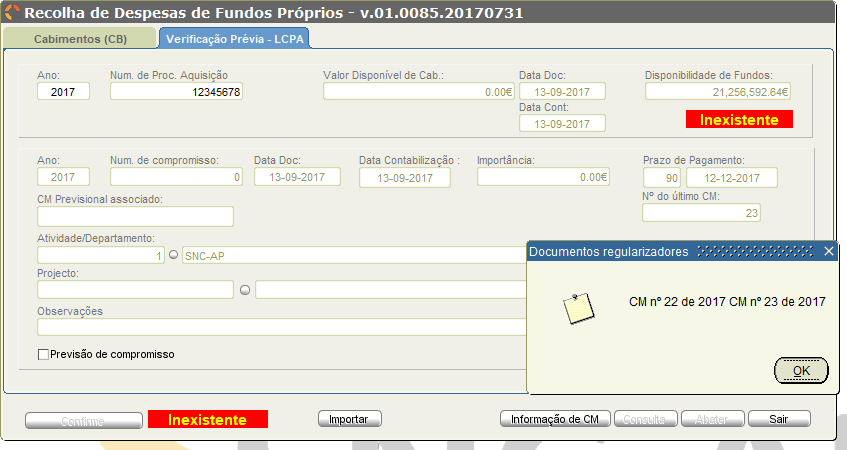 Recolha de Despesas de Fundos Próprios - v.01.0085.20170731
Cabimentos (CB) Verificação Prévia - LCPA
Ano: Num. de Proc. Aquisição Valor Disponível de Cab.: Data Doc: Disponibilidade de Fundos:
2017 12345678 0.00€ 13-09-2017 21,256,592.64€
Data Cont:
13-09-2017 Inexistente
Ano: Num. de compromisso: Data Doc: Data Contabilização : Importância: Prazo de Pagamento:
2017 0 13-09-2017 13-09-2017 0.00€ 90 12-12-2017
CM Previsional associado: Nº do último CM:
23
Atividade/Departamento:
1 SNC-AP
Projecto:
Observações
Previsão de compromisso
Documentos regularizadores
CM nº 22 de 2017 CM nº 23 de 2017
OK
Confirme Inexistente Importar Informação de CM Consulta Abater Sair